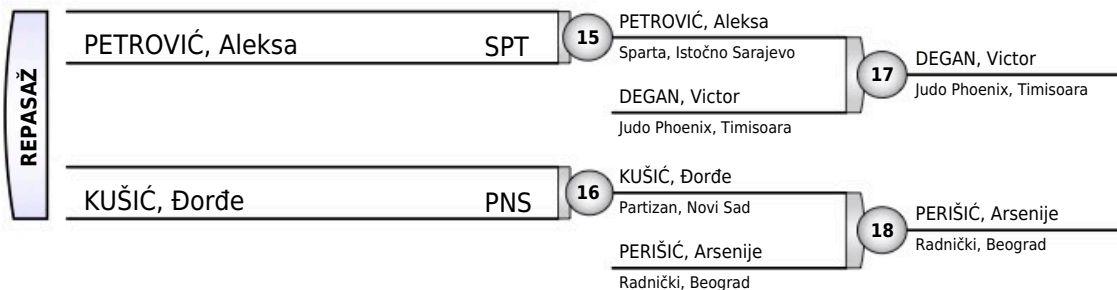 REPASAŽ
PETROVIĆ, Aleksa SPT
15
PETROVIĆ, Aleksa
Sparta, Istočno Sarajevo
DEGAN, Victor
Judo Phoenix, Timisoara
17
DEGAN, Victor
Judo Phoenix, Timisoara
KUŠIĆ, Đorđe PNS
16
KUŠIĆ, Đorđe
Partizan, Novi Sad
PERIŠIĆ, Arsenije
Radnički, Beograd
18
PERIŠIĆ, Arsenije
Radnički, Beograd